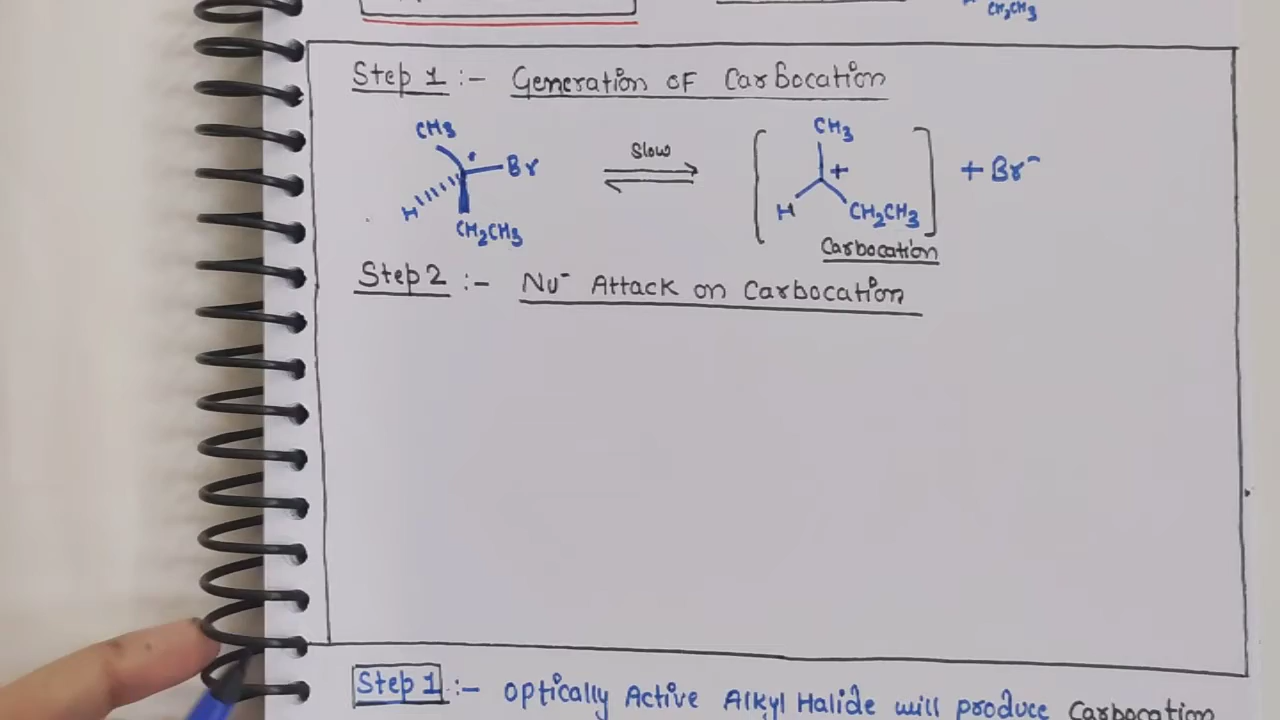 CH₂CH₃
Step 1 :- Generation of Carbocation
CH₃
Br
H
CH₂CH₃
Slow
CH₃
+
H
CH₂CH₃
+ Br⁻
Carbocation
Step 2 :- Nu⁻ Attack on Carbocation
Step 1 :- Optically Active Alkyl Halide will produce Carbocation